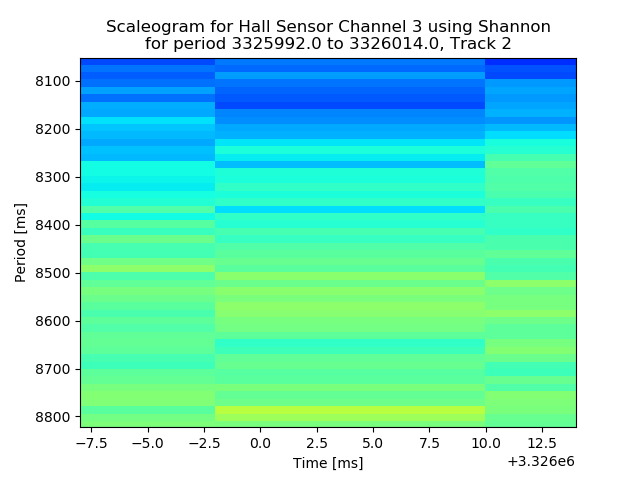 Scaleogram for Hall Sensor Channel 3 using Shannon
for period 3325992.0 to 3326014.0, Track 2
8100
8200
8300
8400
8500
8600
8700
8800
Period [ms]
−7.5 −5.0 −2.5 0.0 2.5 5.0 7.5 10.0 12.5
Time [ms]
+3.326e6